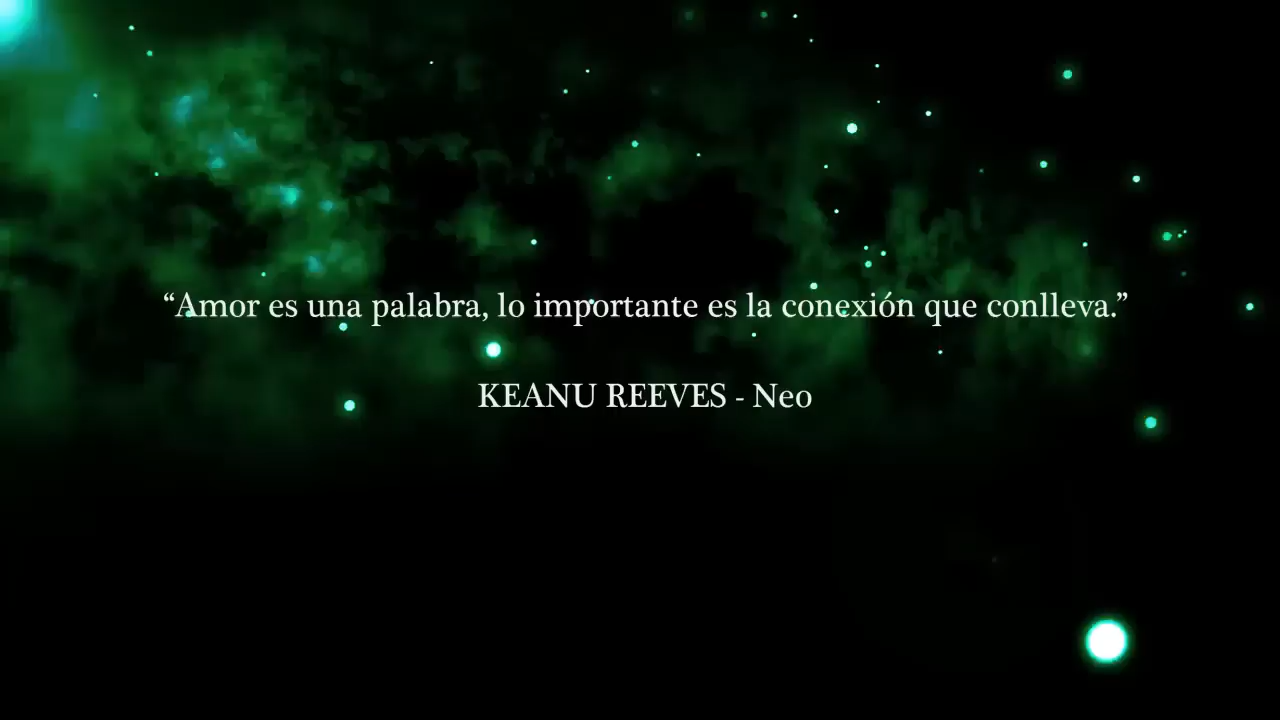 “Amor es una palabra, lo importante es la conexión que conlleva.”
KEANU REEVES - Neo